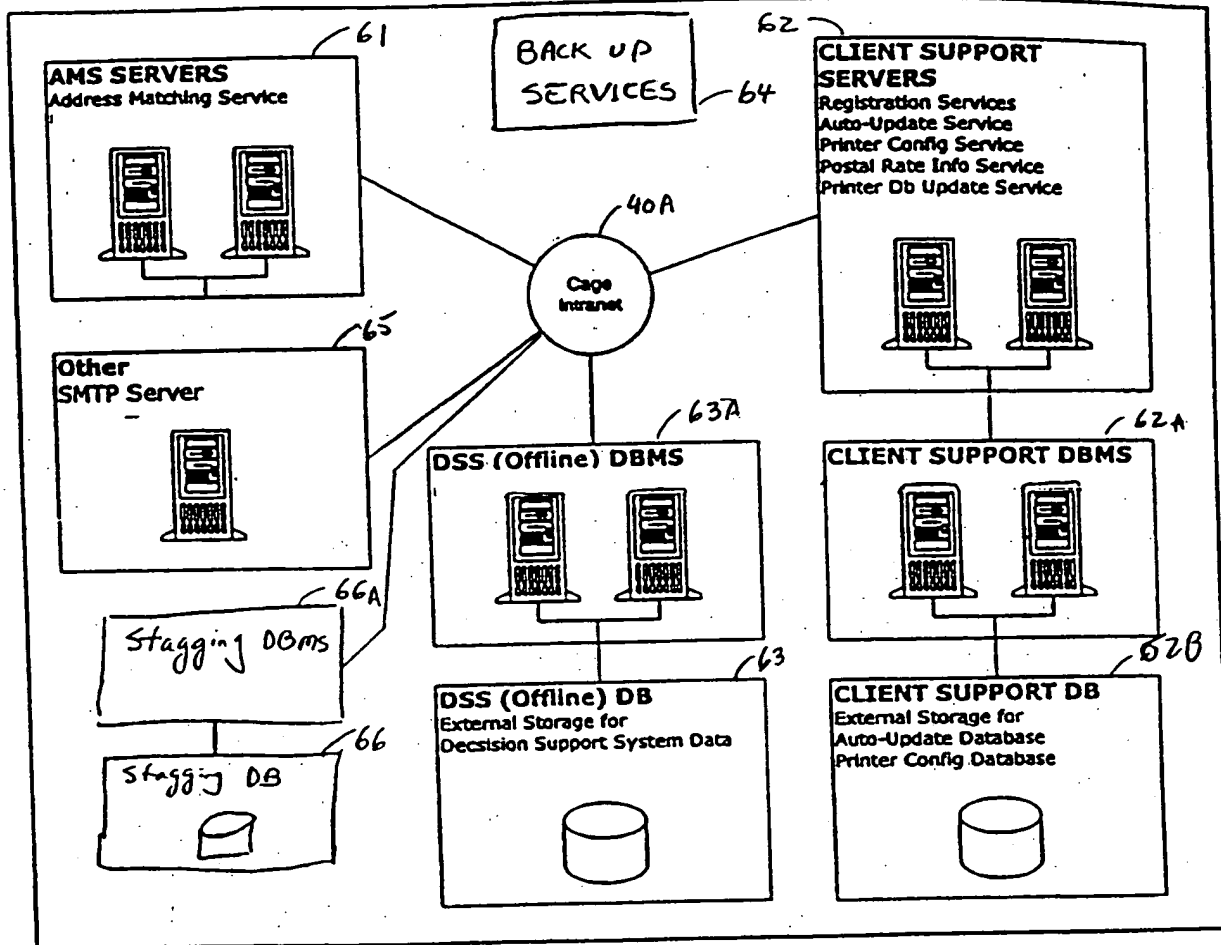 61
AMS SERVERS
Address Matching Service
BACK UP
SERVICES
64
62
CLIENT SUPPORT
SERVERS
Registration Services
Auto-Update Service
Printer Config Service
Postal Rate Info Service
Printer Db Update Service
40A
Cage
Intranet
65
Other
SMTP Server
63A
DSS (Offline) DBMS
62A
CLIENT SUPPORT DBMS
66A
Stagging DBMS
63
DSS (Offline) DB
External Storage for
Decsision Support System Data
62B
CLIENT SUPPORT DB
External Storage for
Auto-Update Database
Printer Config Database
66
Stagging DB